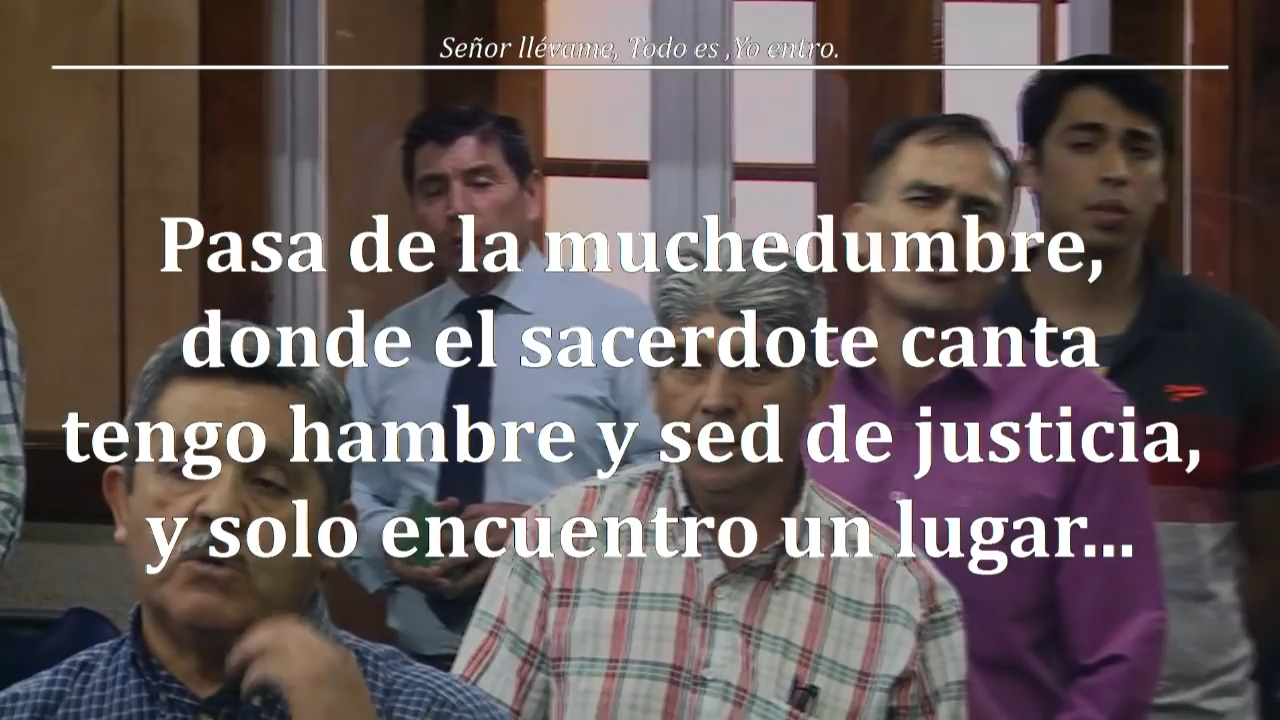 Señor llévame, Todo es ,Yo entro.
Pasa de la muchedumbre,
donde el sacerdote canta
tengo hambre y sed de justicia,
y solo encuentro un lugar...